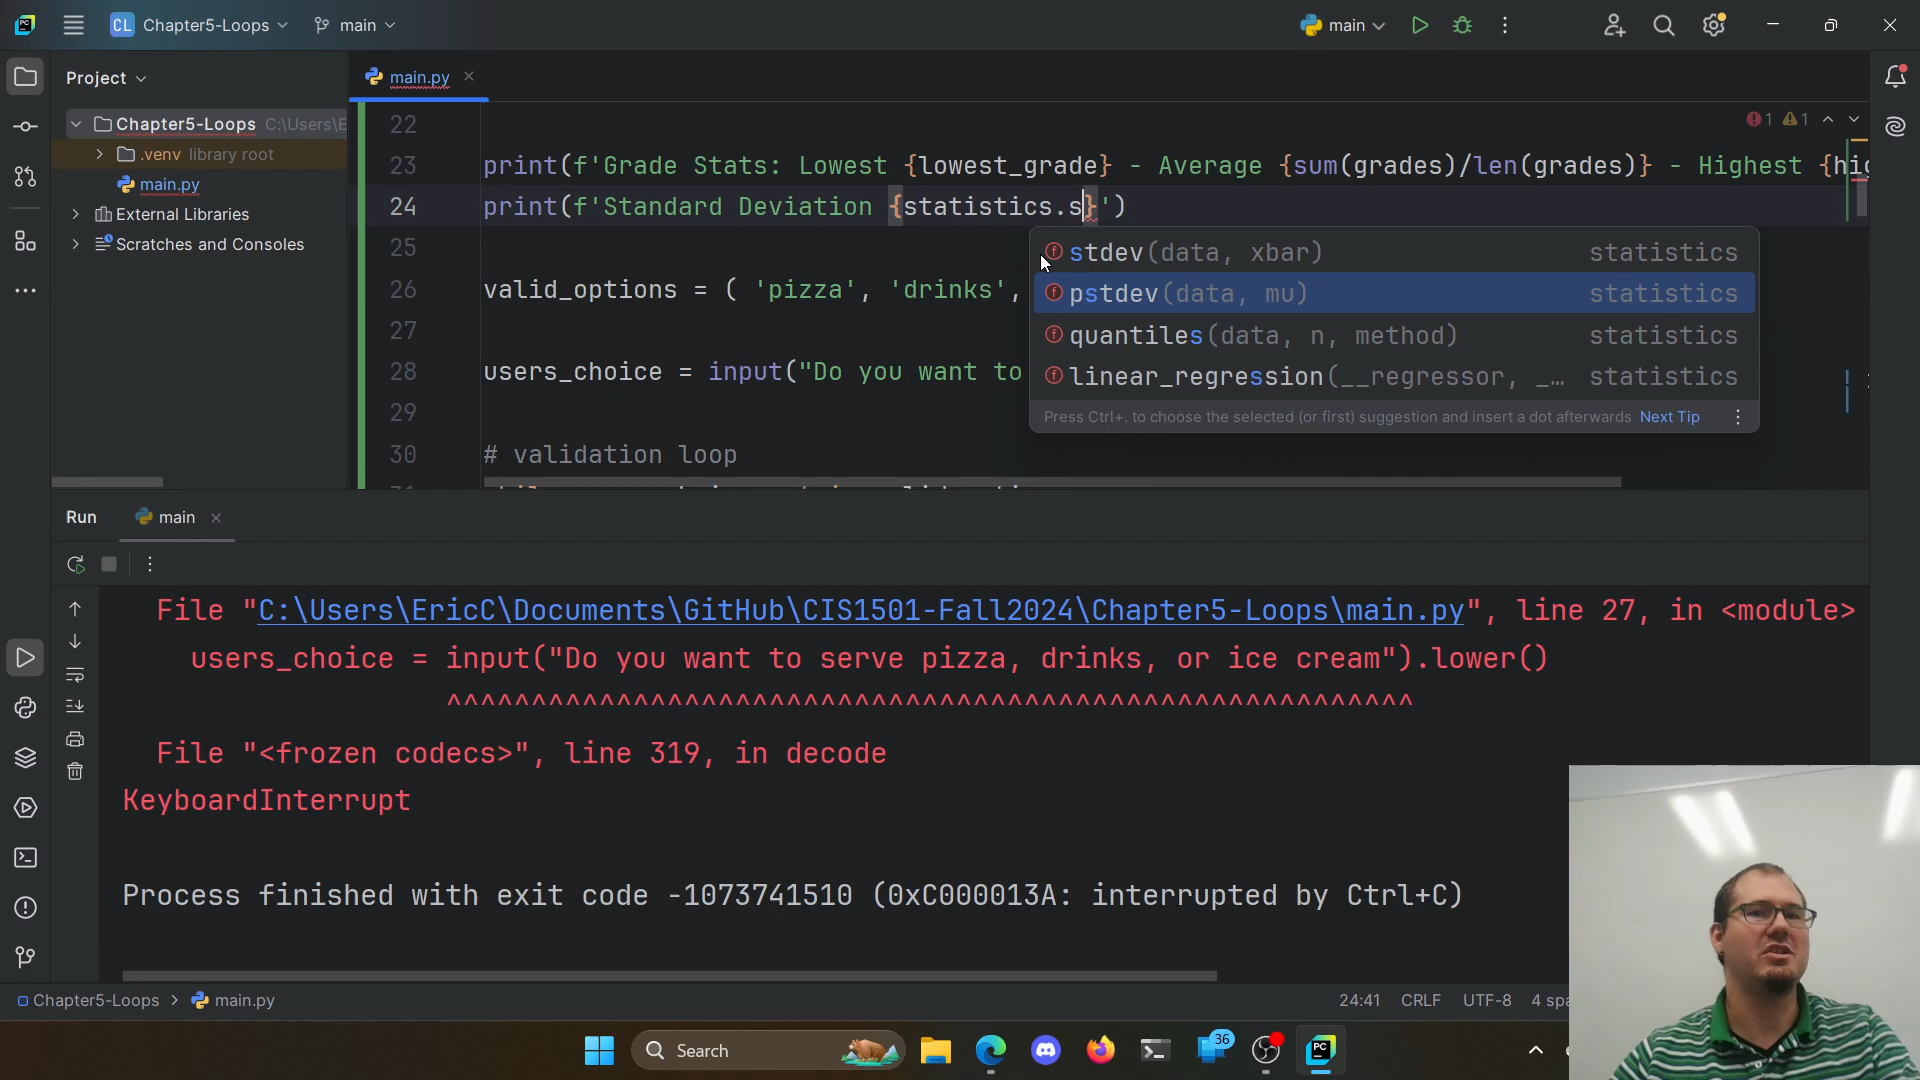 CL Chapter5-Loops main
main
Project
main.py
Chapter5-Loops C:\Users\E
.venv library root
main.py
External Libraries
Scratches and Consoles
1 1
22
23 print(f'Grade Stats: Lowest {lowest_grade} - Average {sum(grades)/len(grades)} - Highest {hig
24 print(f'Standard Deviation {statistics.s}')
25
26 valid_options = ( 'pizza', 'drinks',
27
28 users_choice = input("Do you want to
29
30 # validation loop
stdev(data, xbar) statistics
pstdev(data, mu) statistics
quantiles(data, n, method) statistics
linear_regression(__regressor, _… statistics
Press Ctrl+. to choose the selected (or first) suggestion and insert a dot afterwards Next Tip
Run main
File "C:\Users\EricC\Documents\GitHub\CIS1501-Fall2024\Chapter5-Loops\main.py", line 27, in <module>
users_choice = input("Do you want to serve pizza, drinks, or ice cream").lower()
^^^^^^^^^^^^^^^^^^^^^^^^^^^^^^^^^^^^^^^^^^^^^^^^^^^^^^^^^
File "<frozen codecs>", line 319, in decode
KeyboardInterrupt
Process finished with exit code -1073741510 (0xC000013A: interrupted by Ctrl+C)
Chapter5-Loops > main.py
24:41 CRLF UTF-8 4 spa
Search
36
PC